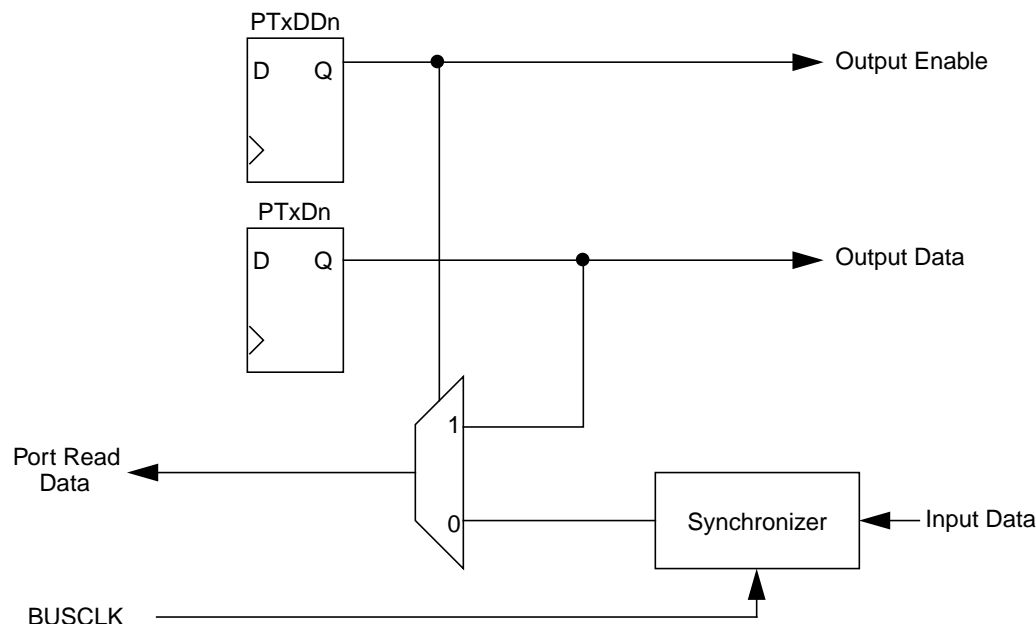 PTxDDn
D Q
Output Enable
PTxDn
D Q
Output Data
1
Port Read
Data
0
Synchronizer
Input Data
BUSCLK